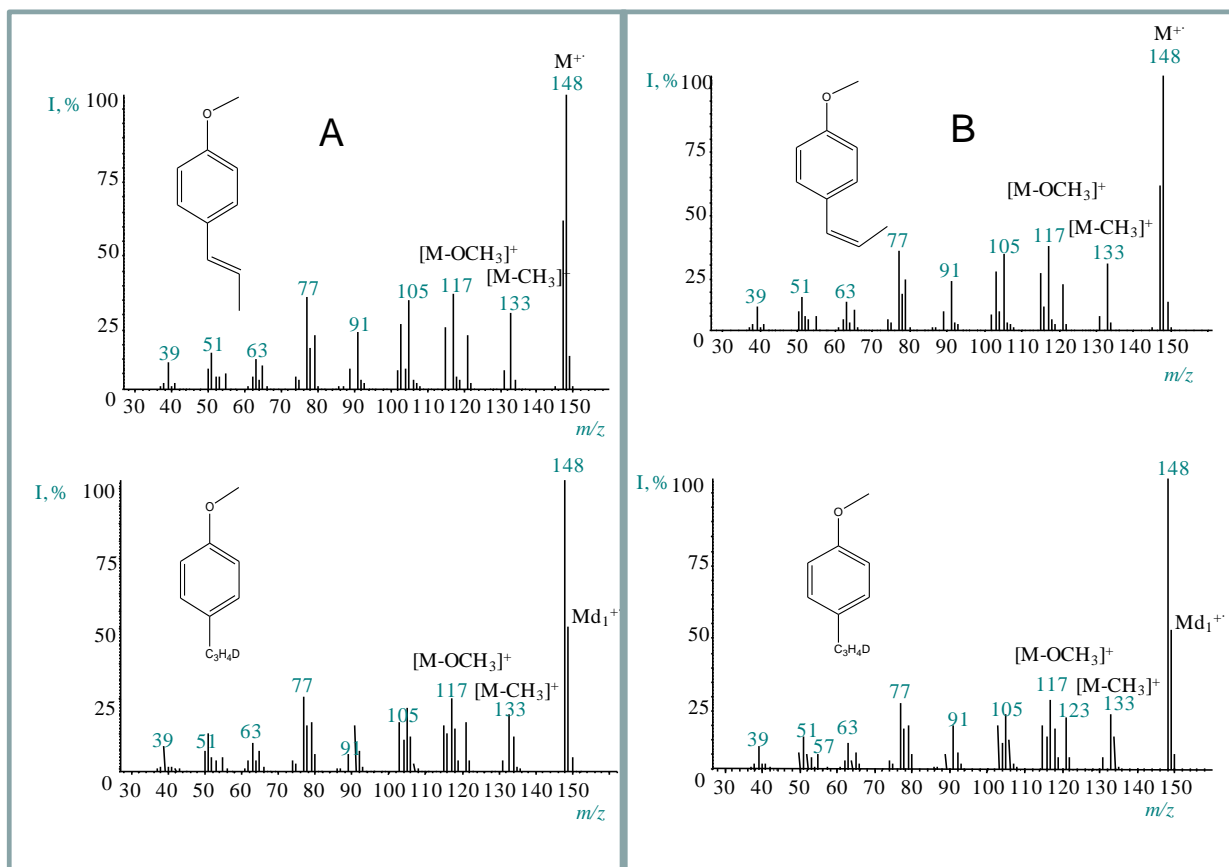 A
M+·
148
I, %
100
75
50
25
0
O
[M-OCH3]+
[M-CH3]+
77
105
117
133
91
39
51
63
30 40 50 60 70 80 90 100 110 120 130 140 150
m/z
148
I, %
100
75
50
25
0
O
C3H4D
Md1+·
[M-OCH3]+
[M-CH3]+
77
117
105
133
63
39
51
91
30 40 50 60 70 80 90 100 110 120 130 140 150
m/z
B
M+·
148
I, %
100
75
50
25
0
O
[M-OCH3]+
[M-CH3]+
77
117
105
133
91
51
63
39
30 40 50 60 70 80 90 100 110 120 130 140 150
m/z
148
I, %
100
75
50
25
0
O
C3H4D
Md1+·
[M-OCH3]+
[M-CH3]+
77
117
105
123
133
91
63
51
57
39
30 40 50 60 70 80 90 100 110 120 130 140 150
m/z